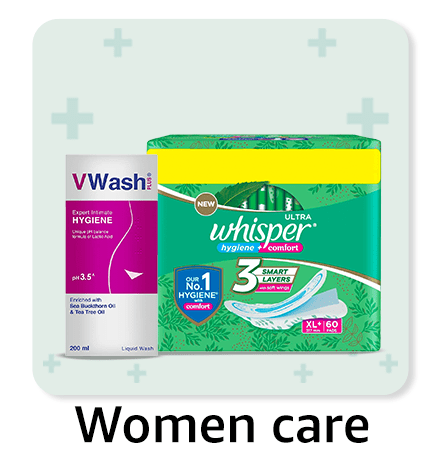 VWash PLUS®
Expert Intimate
HYGIENE
Unique pH balance
formula of Lactic Acid
pH 3.5*
Enriched with
Sea Buckthorn Oil
& Tea Tree Oil
200 ml Liquid Wash
NEW
ULTRA
whisper®
hygiene + comfort
OUR
No.1
HYGIENE*
with
comfort
3 SMART
LAYERS
with soft wings
XL+ 60
PADS
Women care